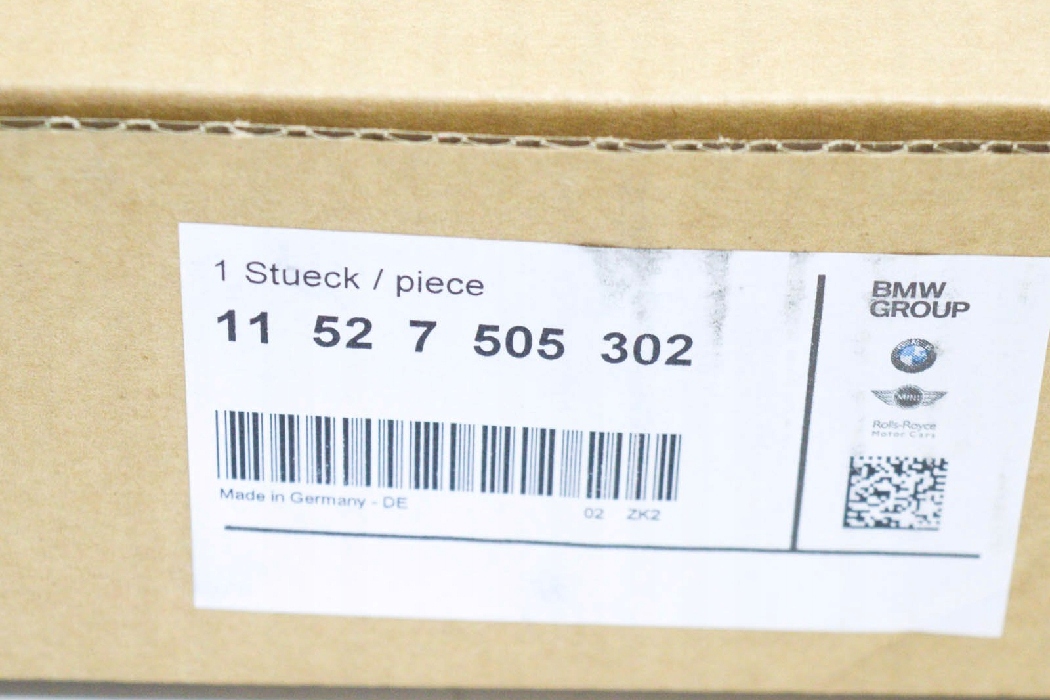 1 Stueck / piece
11 52 7 505 302
Made in Germany - DE
02 ZK2
BMW
GROUP
MINI
Rolls-Royce
Motor Cars